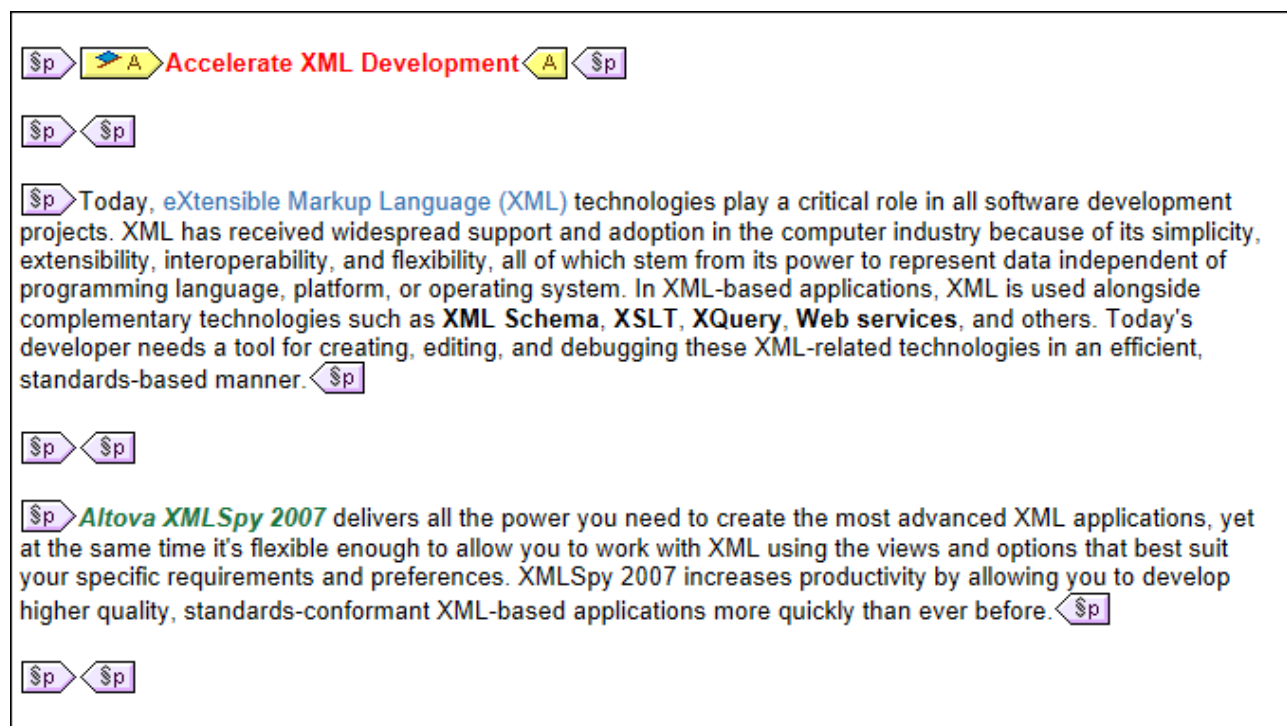 §p A Accelerate XML Development A §p
§p §p
§p Today, eXtensible Markup Language (XML) technologies play a critical role in all software development
projects. XML has received widespread support and adoption in the computer industry because of its simplicity,
extensibility, interoperability, and flexibility, all of which stem from its power to represent data independent of
programming language, platform, or operating system. In XML-based applications, XML is used alongside
complementary technologies such as XML Schema, XSLT, XQuery, Web services, and others. Today's
developer needs a tool for creating, editing, and debugging these XML-related technologies in an efficient,
standards-based manner. §p
§p §p
§p Altova XMLSpy 2007 delivers all the power you need to create the most advanced XML applications, yet
at the same time it's flexible enough to allow you to work with XML using the views and options that best suit
your specific requirements and preferences. XMLSpy 2007 increases productivity by allowing you to develop
higher quality, standards-conformant XML-based applications more quickly than ever before. §p
§p §p